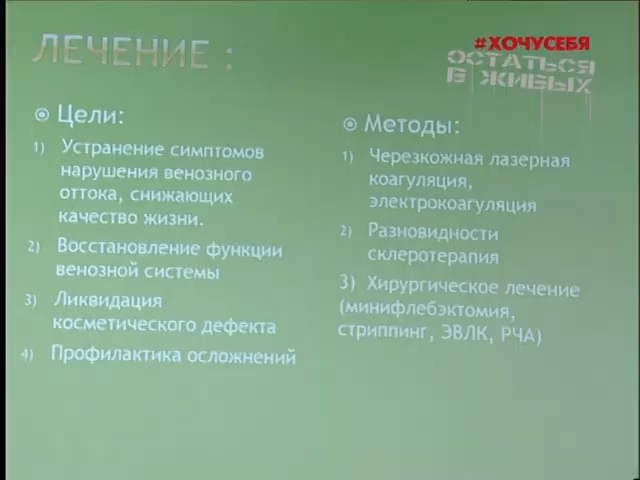 #ХОЧУСЕБЯ
ОСТАТЬСЯ
В ЖИВЫХ
ЛЕЧЕНИЕ :
Цели:
1) Устранение симптомов
нарушения венозного
оттока, снижающих
качество жизни.
2) Восстановление функции
венозной системы
3) Ликвидация
косметического дефекта
4) Профилактика осложнений
Методы:
1) Черезкожная лазерная
коагуляция,
электрокоагуляция
2) Разновидности
склеротерапия
3) Хирургическое лечение
(минифлебэктомия,
стриппинг, ЭВЛК, РЧА)